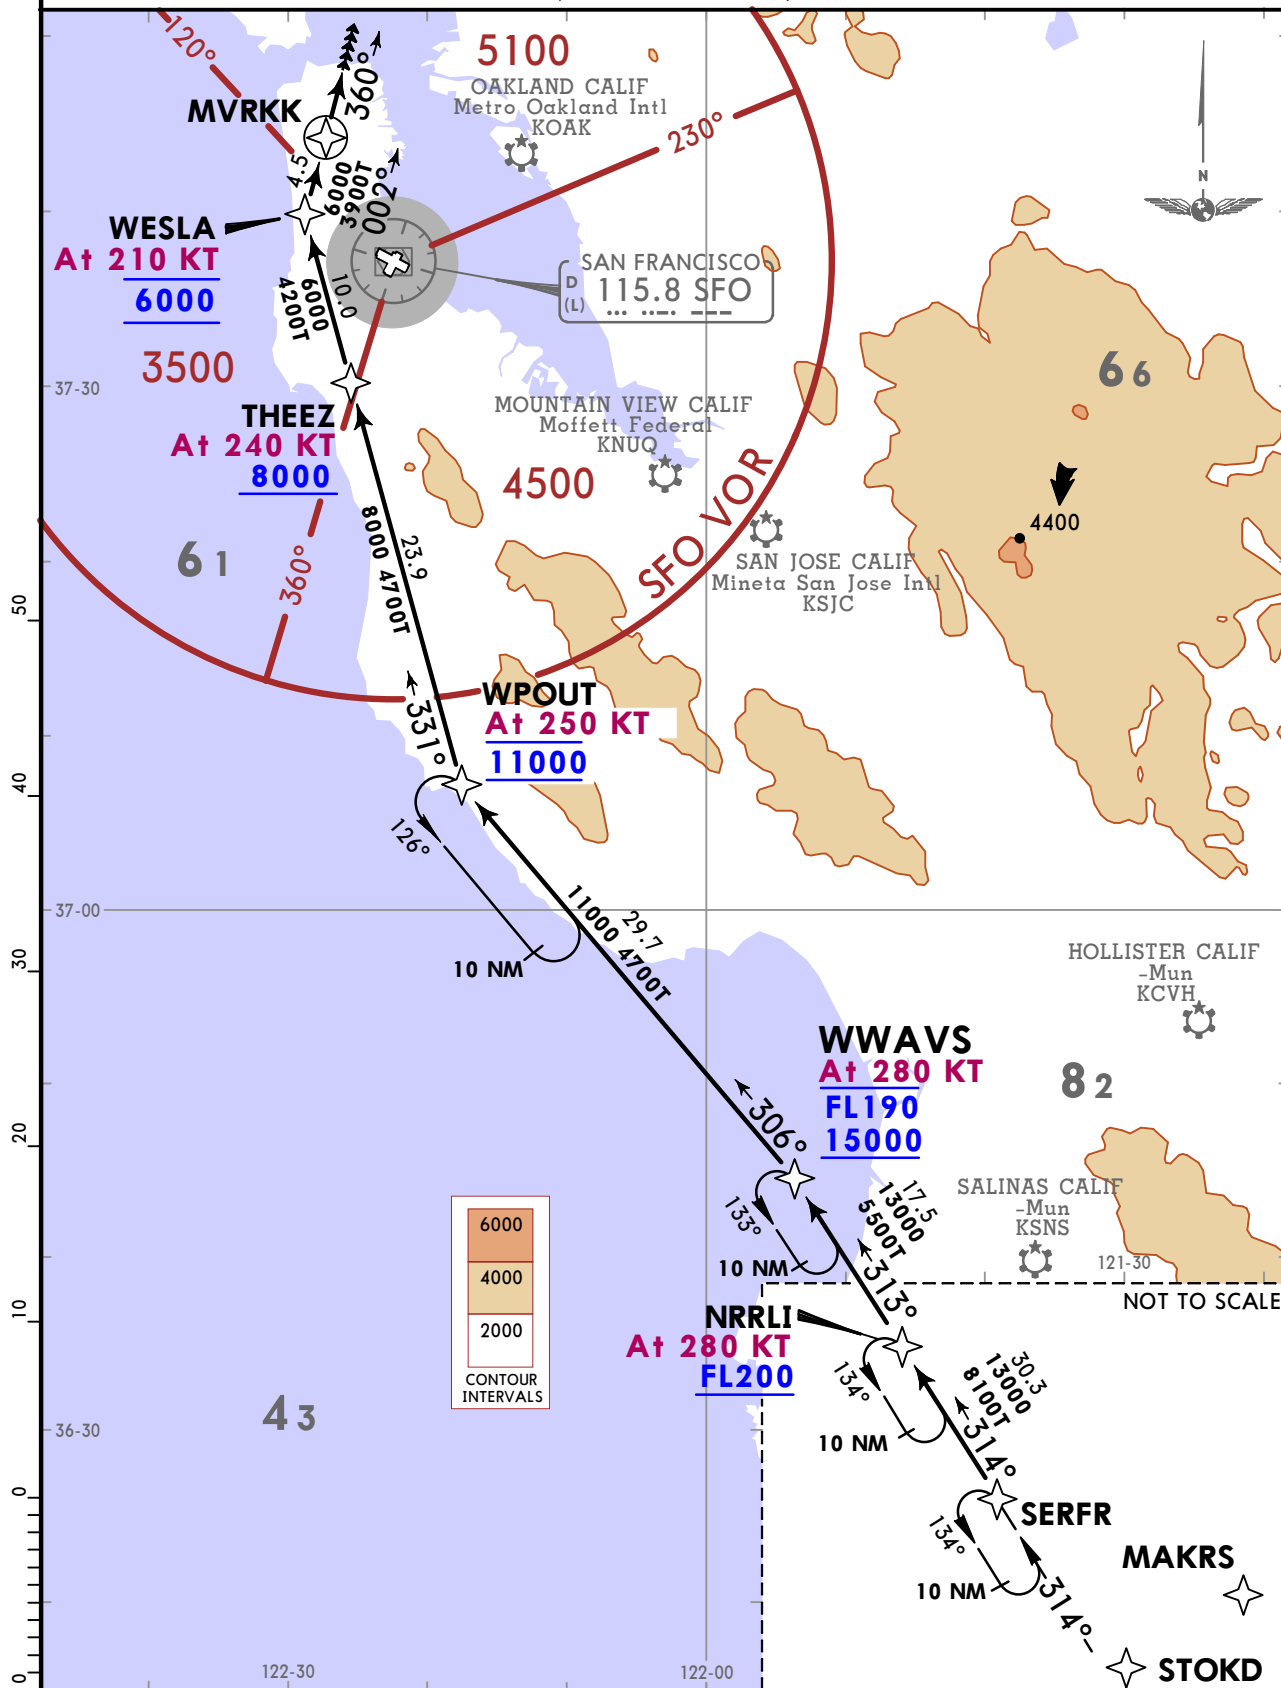 120°
5100
OAKLAND CALIF
Metro Oakland Intl
KOAK
360°
MVRKK
230°
4.5
6000
3900T
002°
N
WESLA
At 210 KT
6000
SAN FRANCISCO
D
(L)
115.8 SFO
10.0
6000
4200T
3500
37-30
66
MOUNTAIN VIEW CALIF
Moffett Federal
KNUQ
THEEZ
At 240 KT
8000
4500
SFO VOR
4400
23.9
8000 4700T
61
360°
SAN JOSE CALIF
Mineta San Jose Intl
KSJC
50
WPOUT
At 250 KT
11000
331°
40
126°
37-00
11000 4700T
29.7
10 NM
30
HOLLISTER CALIF
-Mun
KCVH
WWAVS
At 280 KT
FL190
15000
82
306°
20
17.5
13000
5500T
SALINAS CALIF
-Mun
KSNS
133°
10 NM
313°
121-30
6000
4000
2000
CONTOUR
INTERVALS
NOT TO SCALE
10
NRRLI
At 280 KT
FL200
134°
30.3
13000
8100T
10 NM
314°
43
36-30
0
SERFR
134°
MAKRS
10 NM
314°
0
122-30
122-00
STOKD